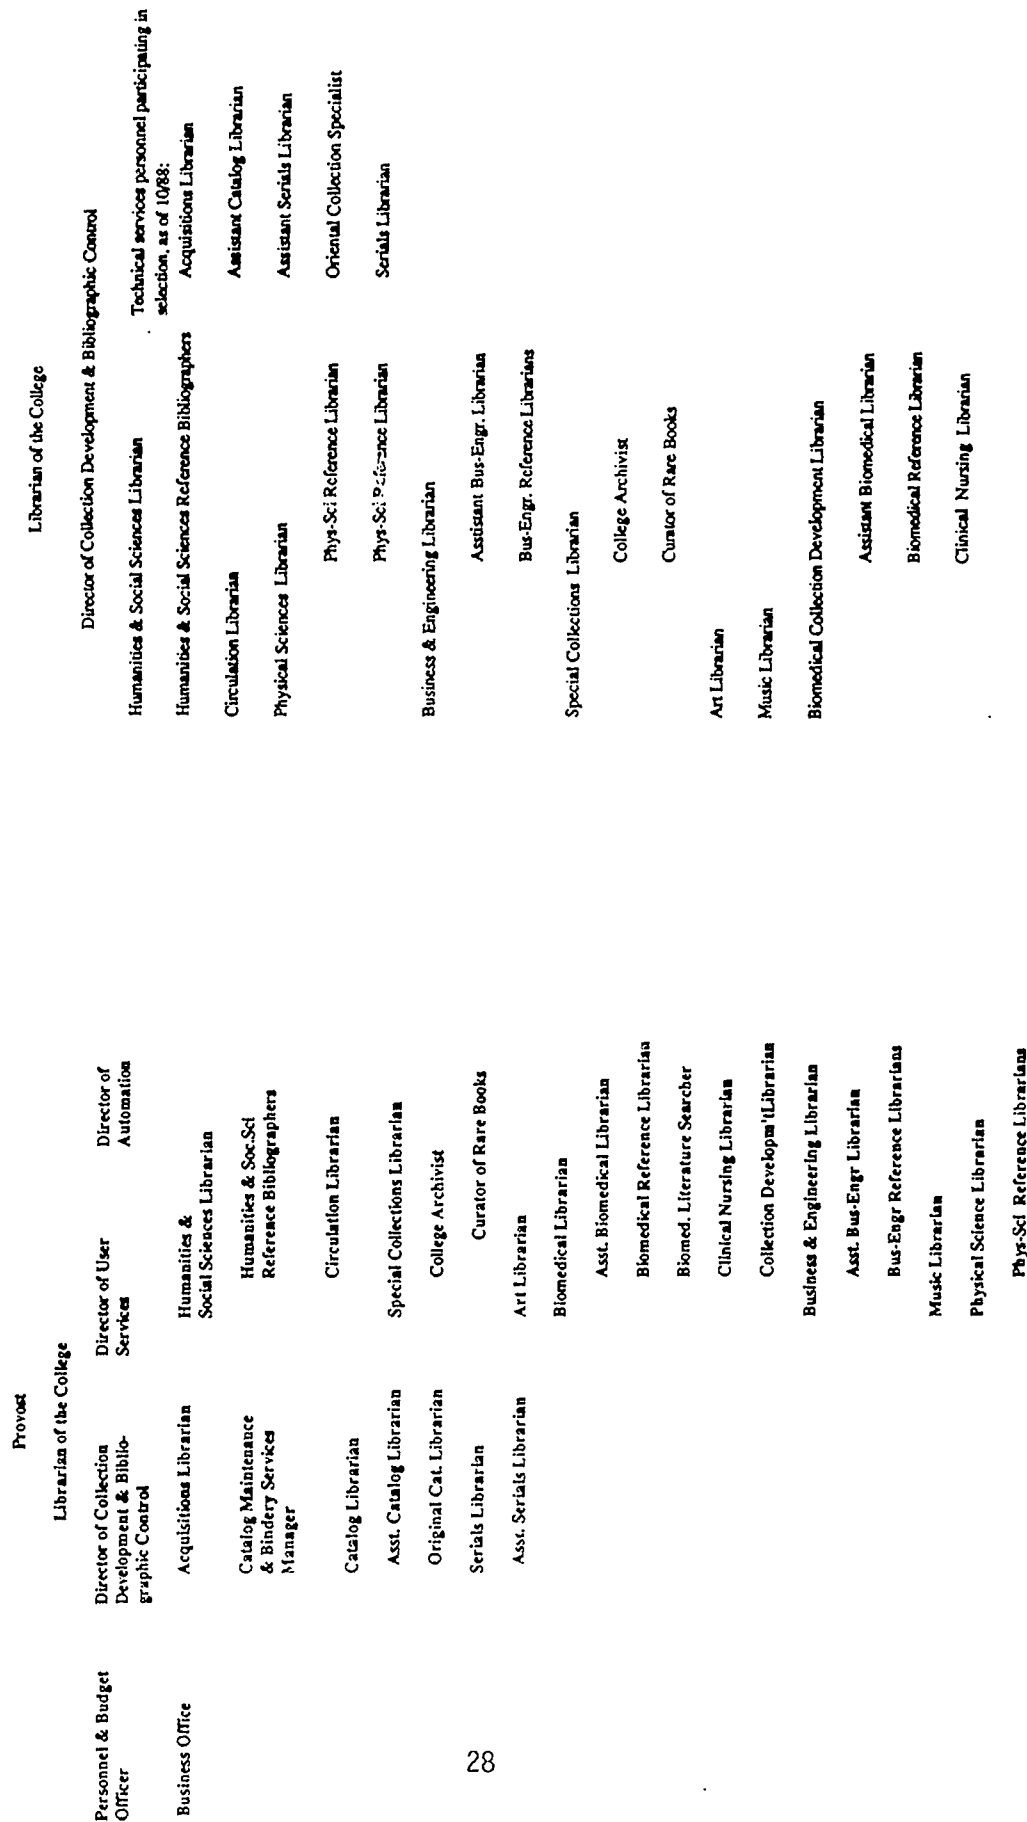 Provost
Librarian of the College
Personnel & Budget
Officer
Business Office
Director of Collection
Development & Biblio-
graphic Control
Acquisitions Librarian
Catalog Maintenance
& Bindery Services
Manager
Catalog Librarian
Asst. Catalog Librarian
Original Cat. Librarian
Serials Librarian
Asst. Serials Librarian
Director of User
Services
Humanities &
Social Sciences Librarian
Humanities & Soc.Sci
Reference Bibliographers
Circulation Librarian
Special Collections Librarian
College Archivist
Curator of Rare Books
Art Librarian
Biomedical Librarian
Asst. Biomedical Librarian
Biomedical Reference Librarian
Biomed. Literature Searcher
Clinical Nursing Librarian
Collection Developm'tLibrarian
Business & Engineering Librarian
Asst. Bus-Engr Librarian
Bus-Engr Reference Librarians
Music Librarian
Physical Science Librarian
Phys-Sci Reference Librarians
Director of
Automation
Librarian of the College
Director of Collection Development & Bibliographic Control
Humanities & Social Sciences Librarian
Humanities & Social Sciences Reference Bibliographers
Circulation Librarian
Physical Sciences Librarian
Phys-Sci Reference Librarian
Phys-Sci Reference Librarian
Business & Engineering Librarian
Asstistant Bus-Engr. Librarian
Bus-Engr. Reference Librarians
Special Collections Librarian
College Archivist
Curator of Rare Books
Art Librarian
Music Librarian
Biomedical Collection Development Librarian
Assistant Biomedical Librarian
Biomedical Reference Librarian
Clinical Nursing Librarian
Technical services personnel participating in
selection, as of 10/88:
Acquisitions Librarian
Assistant Catalog Librarian
Assistant Serials Librarian
Oriental Collection Specialist
Serials Librarian
28